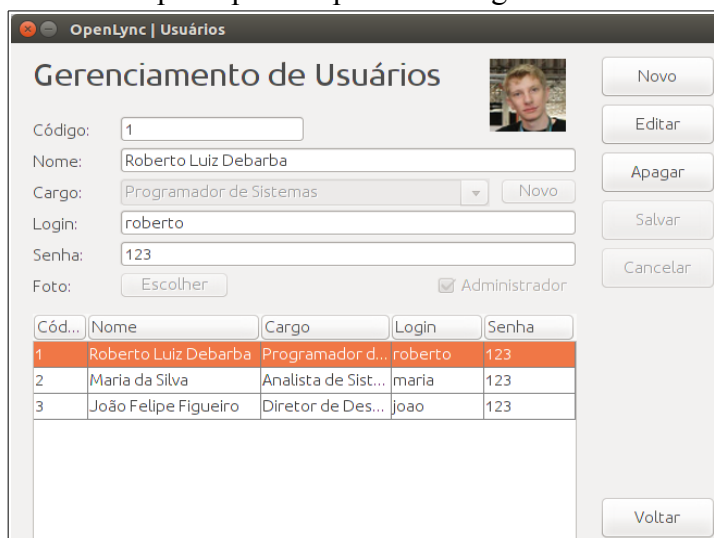 OpenLync | Usuários
Gerenciamento de Usuários
Novo
Código: 1
Editar
Nome: Roberto Luiz Debarba
Apagar
Cargo: Programador de Sistemas Novo
Login: roberto
Salvar
Senha: 123
Cancelar
Foto: Escolher Administrador
Cód... Nome Cargo Login Senha
1 Roberto Luiz Debarba Programador d... roberto 123
2 Maria da Silva Analista de Sist... maria 123
3 João Felipe Figueiro Diretor de Des... joao 123
Voltar